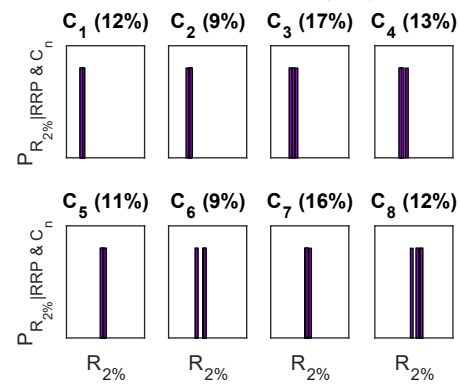 C1 (12%) C2 (9%) C3 (17%) C4 (13%)
PR2%|RRP & Cn
C5 (11%) C6 (9%) C7 (16%) C8 (12%)
PR2%|RRP & Cn
R2% R2% R2% R2%